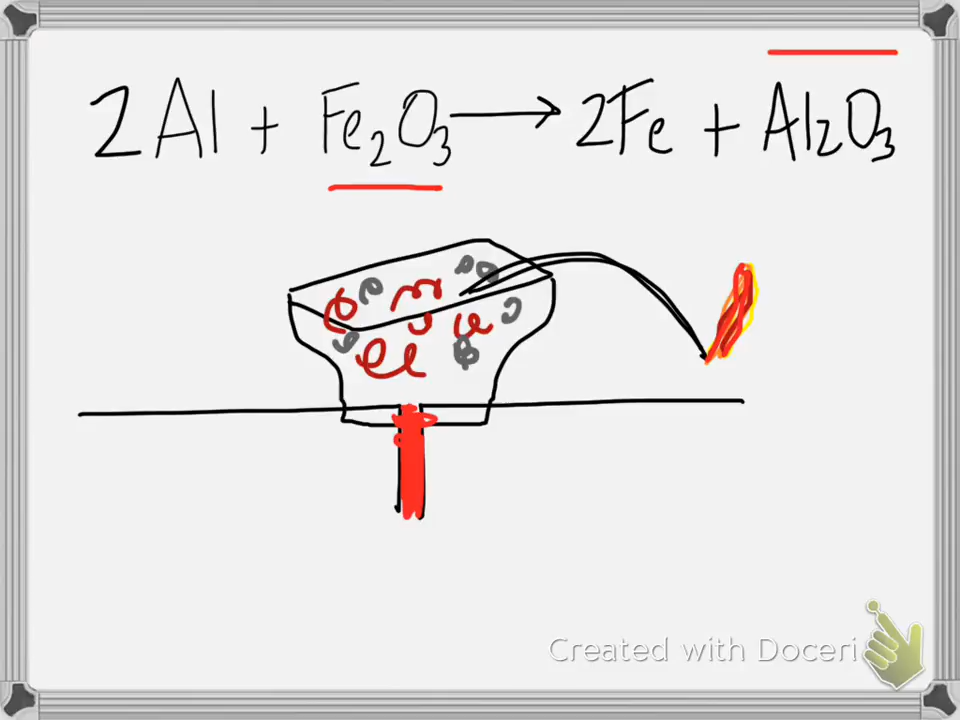 2Al + Fe₂O₃ → 2Fe + Al₂O₃
Created with Doceri